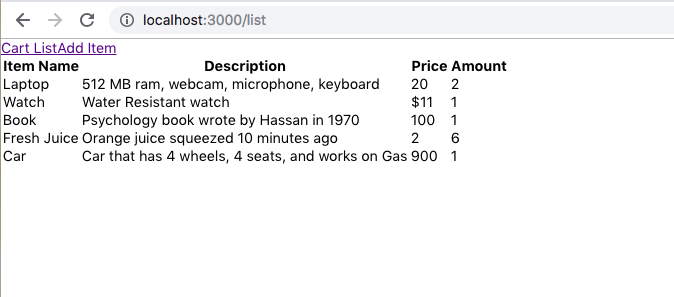 localhost:3000/list
Cart ListAdd Item
Item Name Description Price Amount
Laptop 512 MB ram, webcam, microphone, keyboard 20 2
Watch Water Resistant watch $11 1
Book Psychology book wrote by Hassan in 1970 100 1
Fresh Juice Orange juice squeezed 10 minutes ago 2 6
Car Car that has 4 wheels, 4 seats, and works on Gas 900 1